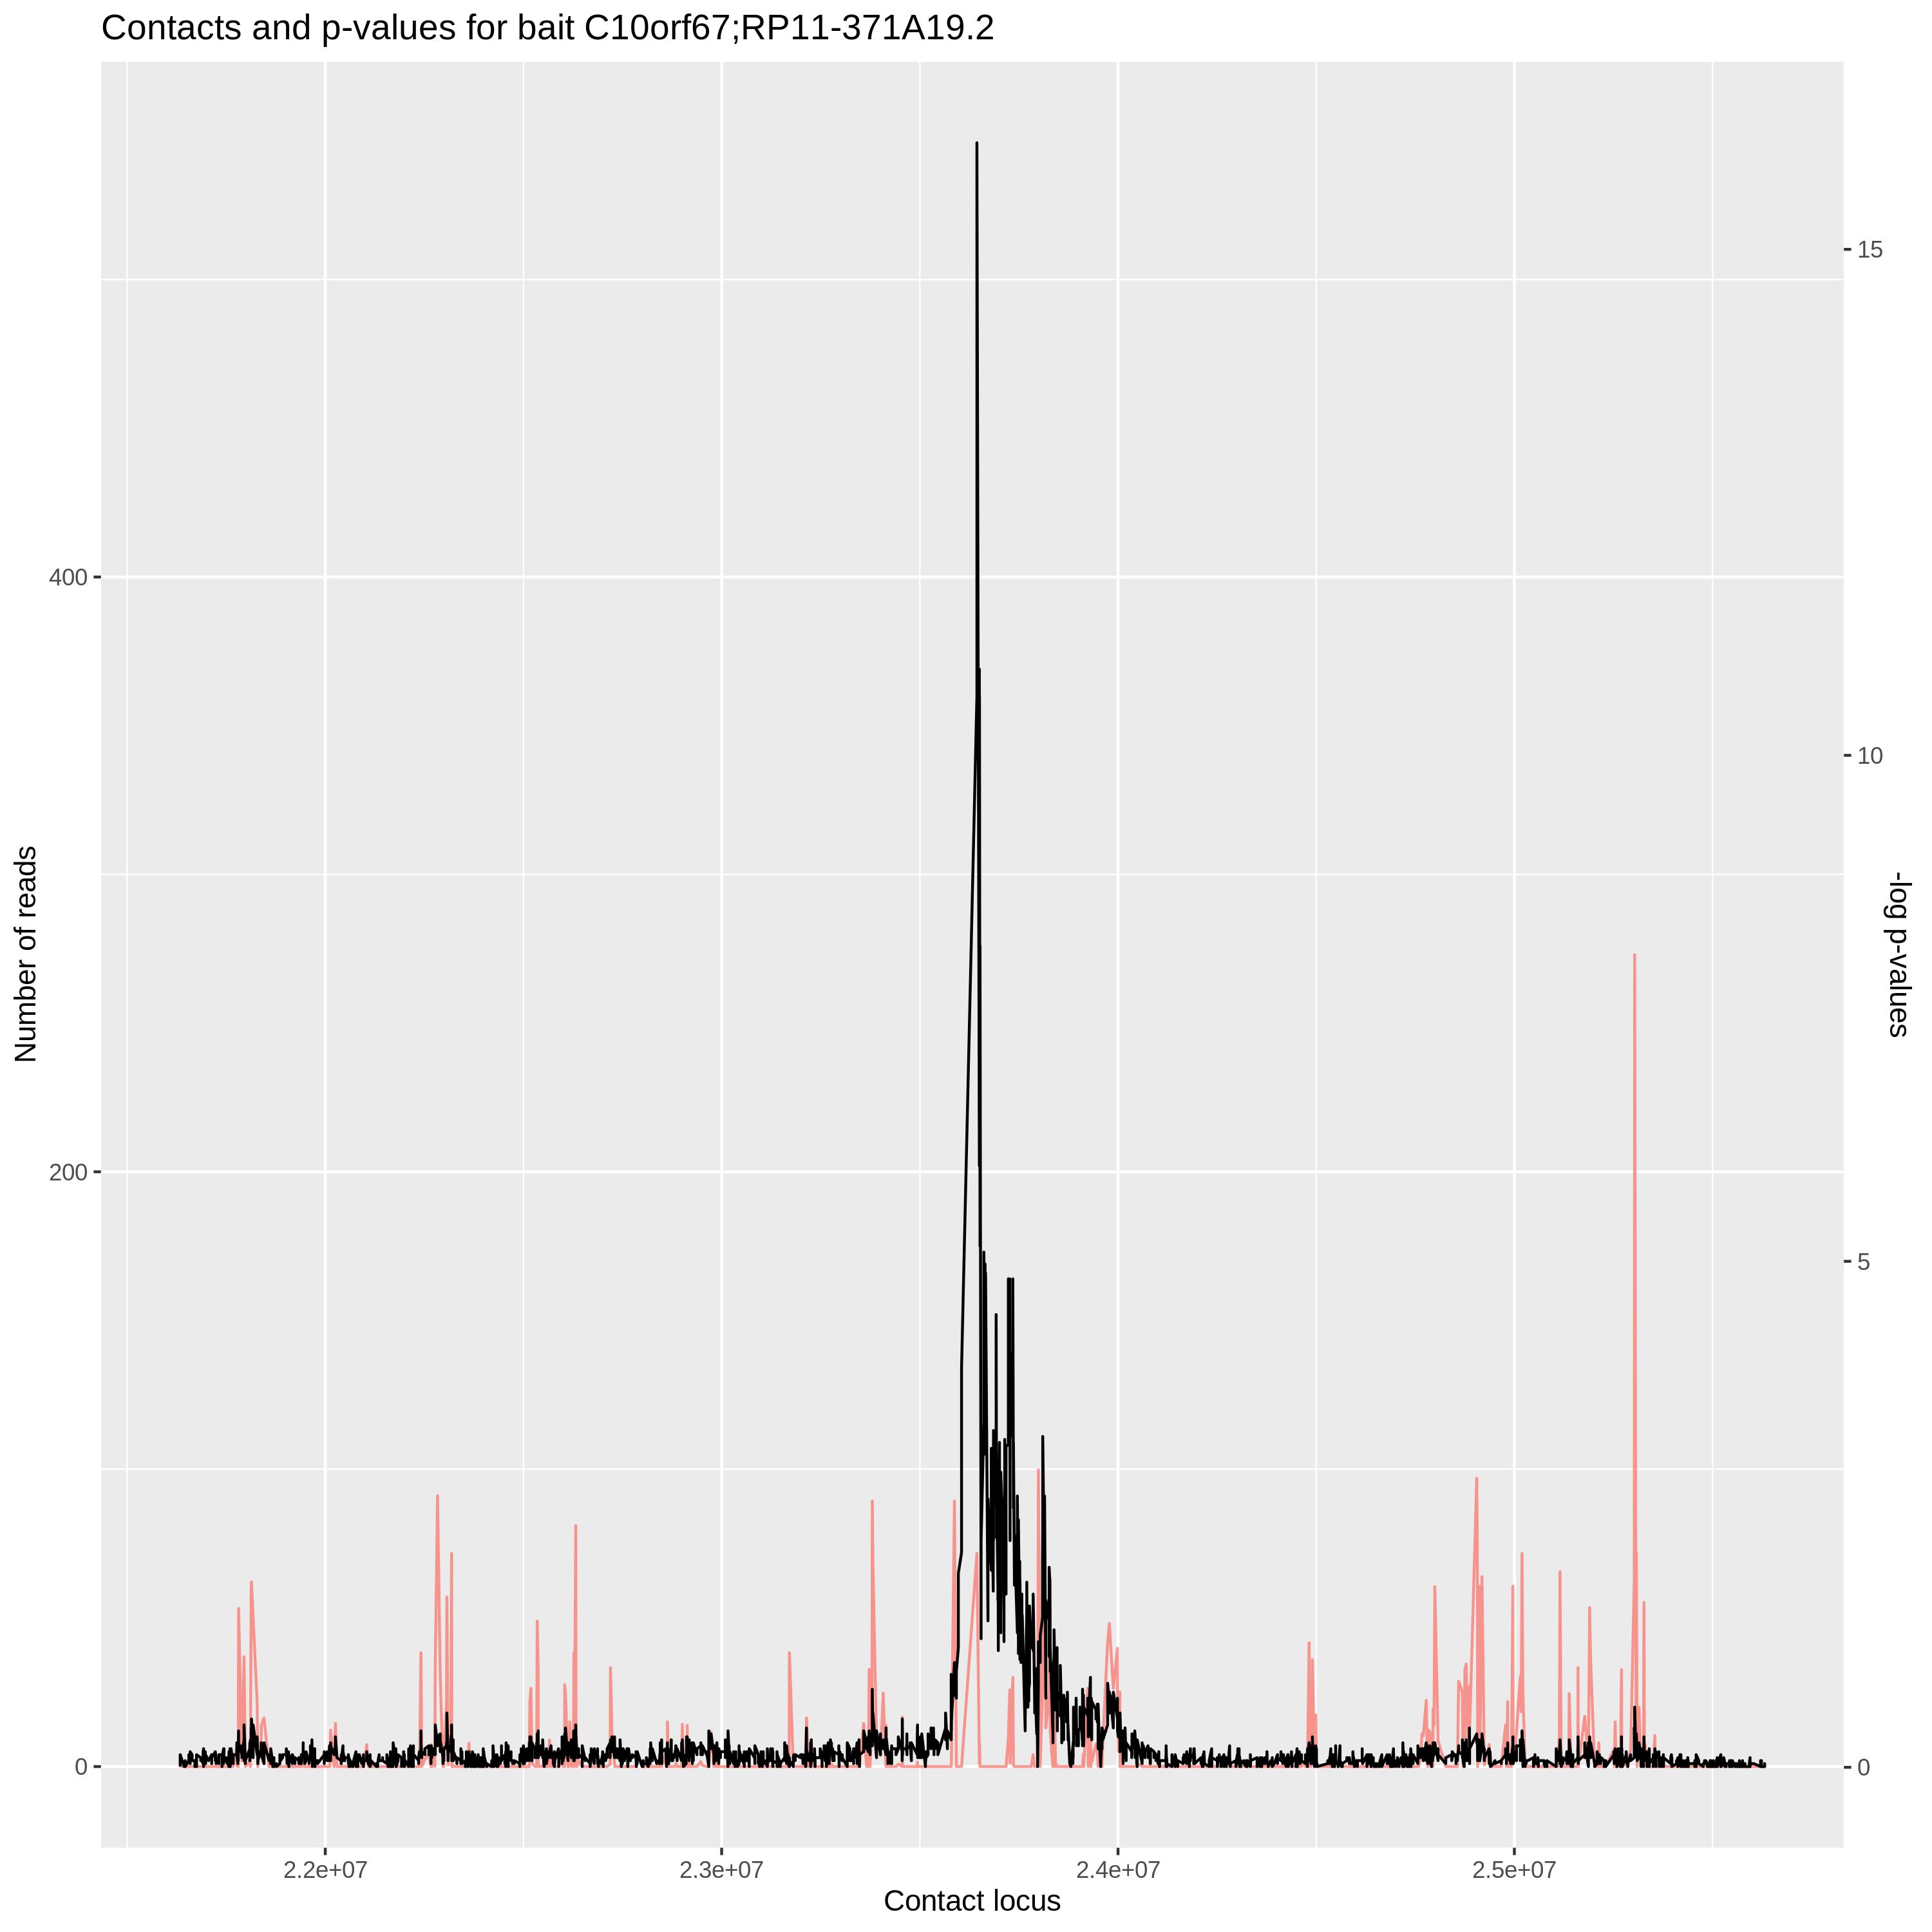 Contacts and p-values for bait C10orf67;RP11-371A19.2
15
400
10
Number of reads
-log p-values
200
5
0
0
2.2e+07
2.3e+07
2.4e+07
2.5e+07
Contact locus